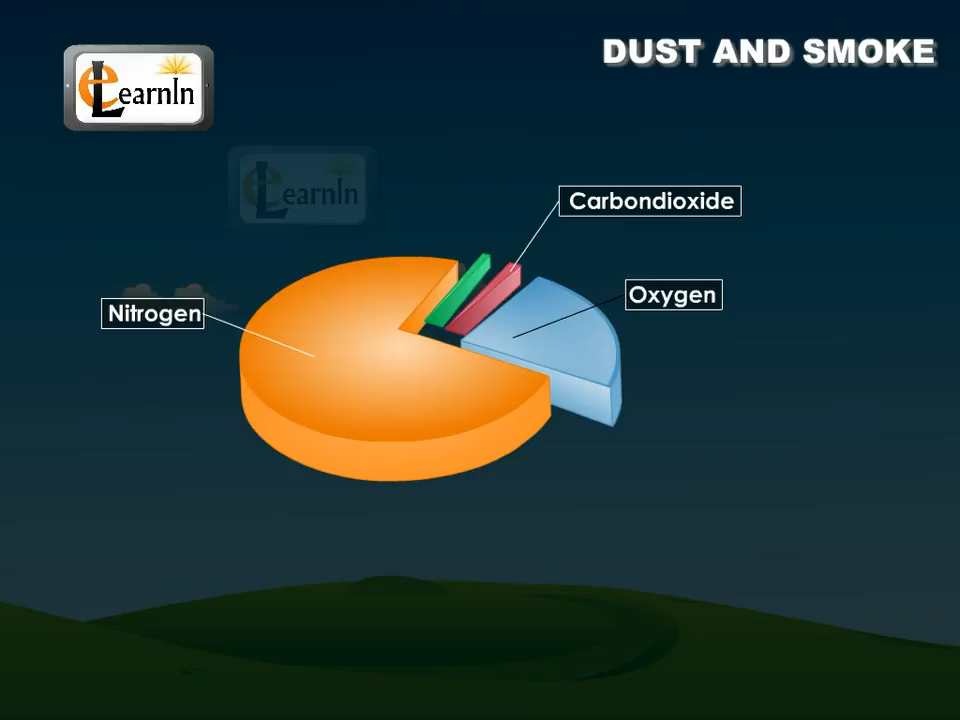 DUST AND SMOKE
eLearnIn
eLearnIn
Carbondioxide
Oxygen
Nitrogen